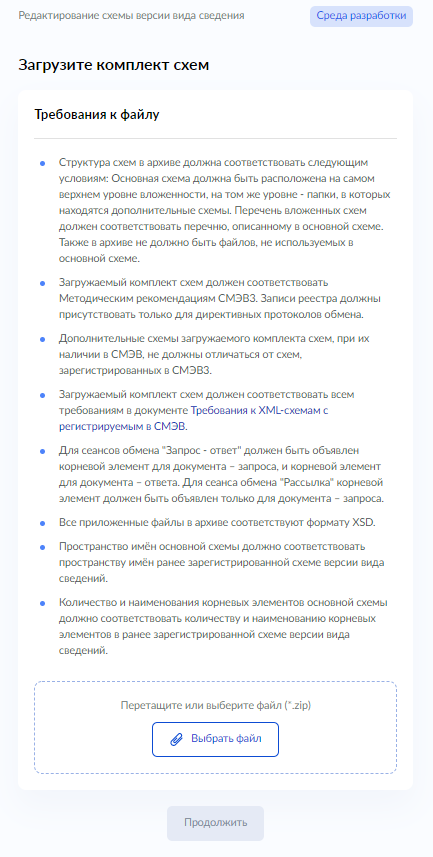 Редактирование схемы версии вида сведения
Среда разработки
Загрузите комплект схем
Требования к файлу
Структура схем в архиве должна соответствовать следующим
условиям: Основная схема должна быть расположена на самом
верхнем уровне вложенности, на том же уровне - папки, в которых
находятся дополнительные схемы. Перечень вложенных схем
должен соответствовать перечню, описанному в основной схеме.
Также в архиве не должно быть файлов, не используемых в
основной схеме.
Загружаемый комплект схем должен соответствовать
Методическим рекомендациям СМЭВ3. Записи реестра должны
присутствовать только для директивных протоколов обмена.
Дополнительные схемы загружаемого комплекта схем, при их
наличии в СМЭВ, не должны отличаться от схем,
зарегистрированных в СМЭВ3.
Загружаемый комплект схем должен соответствовать всем
требованиям в документе Требования к XML-схемам с
регистрируемым в СМЭВ.
Для сеансов обмена "Запрос - ответ" должен быть объявлен
корневой элемент для документа – запроса, и корневой элемент
для документа – ответа. Для сеанса обмена "Рассылка" корневой
элемент должен быть объявлен только для документа – запроса.
Все приложенные файлы в архиве соответствуют формату XSD.
Пространство имён основной схемы должно соответствовать
пространству имён ранее зарегистрированной схеме версии вида
сведений.
Количество и наименования корневых элементов основной схемы
должно соответствовать количеству и наименованию корневых
элементов в ранее зарегистрированной схеме версии вида
сведений.
Перетащите или выберите файл (*.zip)
Выбрать файл
Продолжить